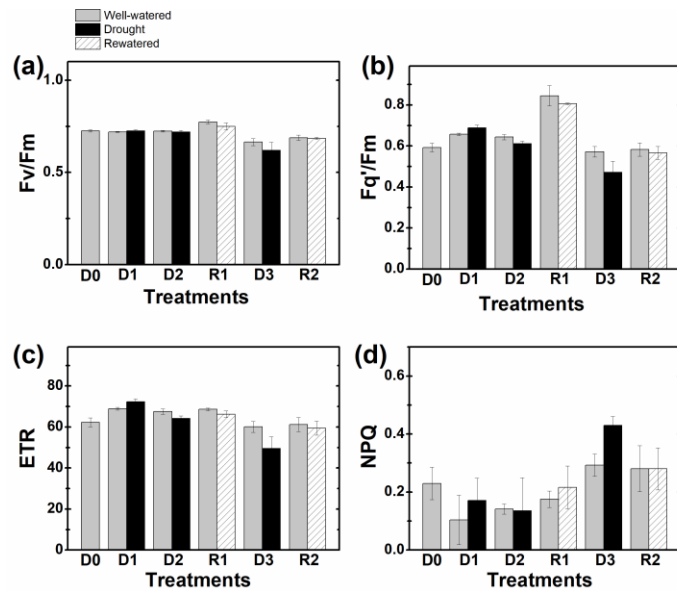 Well-watered
Drought
Rewatered
(a)
Fv/Fm
1.0
0.5
0.0
D0 D1 D2 R1 D3 R2
Treatments
(b)
Fq'/Fm
0.8
0.6
0.4
0.2
0.0
D0 D1 D2 R1 D3 R2
Treatments
(c)
ETR
80
60
40
20
0
D0 D1 D2 R1 D3 R2
Treatments
(d)
NPQ
0.6
0.4
0.2
0.0
D0 D1 D2 R1 D3 R2
Treatments